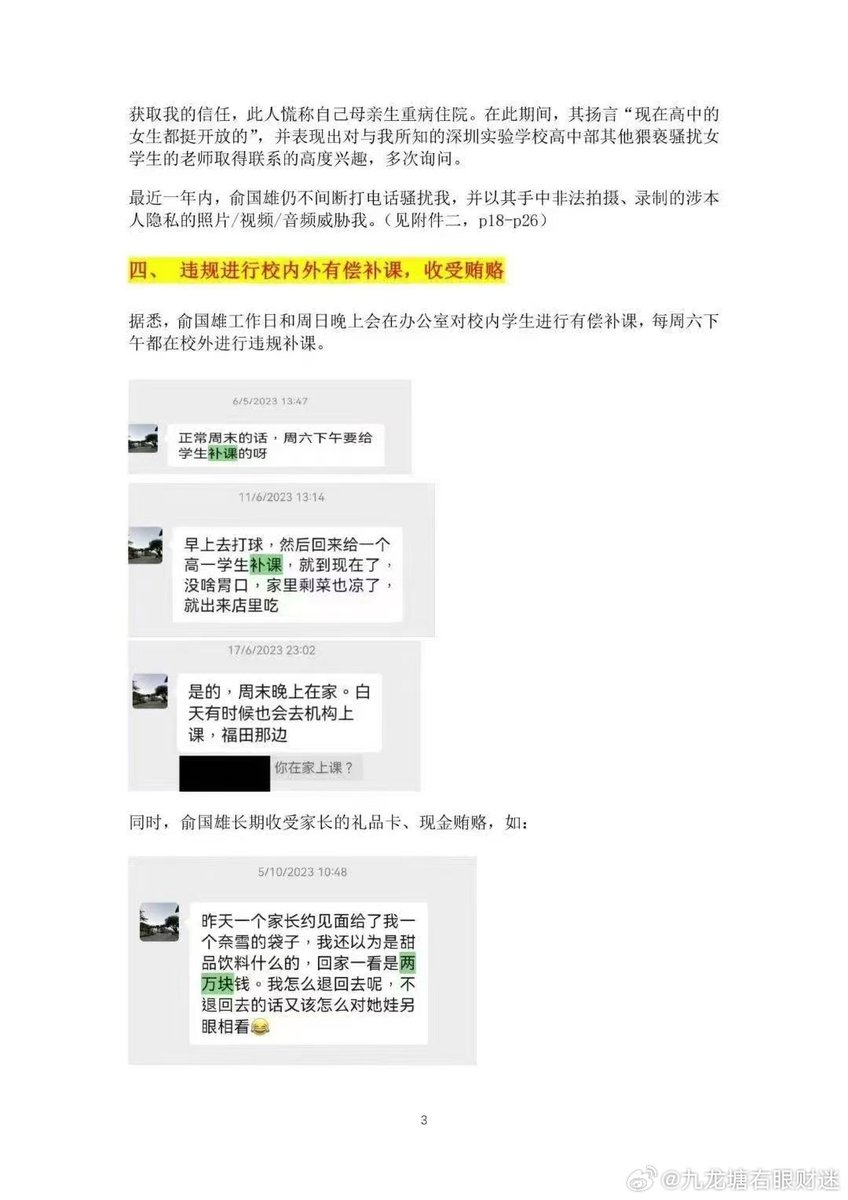 获取我的信任，此人慌称自己母亲生重病住院。在此期间，其扬言“现在高中的
女生都挺开放的”，并表现出对与我所知的深圳实验学校高中部其他猥亵骚扰女
学生的老师取得联系的高度兴趣，多次询问。
最近一年内，俞国雄仍不间断打电话骚扰我，并以其手中非法拍摄、录制的涉本
人隐私的照片/视频/音频威胁我。（见附件二，p18-p26）
四、 违规进行校内外有偿补课，收受贿赂
据悉，俞国雄工作日和周日晚上会在办公室对校内学生进行有偿补课，每周六下
午都在校外进行违规补课。
6/5/2023 13:47
正常周末的话，周六下午要给
学生补课的呀
11/6/2023 13:14
早上去打球，然后回来给一个
高一学生补课，就到现在了，
没啥胃口，家里剩菜也凉了，
就出来店里吃
17/6/2023 23:02
是的，周末晚上在家。白
天有时候也会去机构上
课，福田那边
你在家上课？
同时，俞国雄长期收受家长的礼品卡、现金贿赂，如：
5/10/2023 10:48
昨天一个家长约见面给了我一
个奈雪的袋子，我还以为是甜
品饮料什么的，回家一看是两
万块钱。我怎么退回去呢，不
退回去的话又该怎么对她娃另
眼相看😂
3
@九龙塘右眼财迷